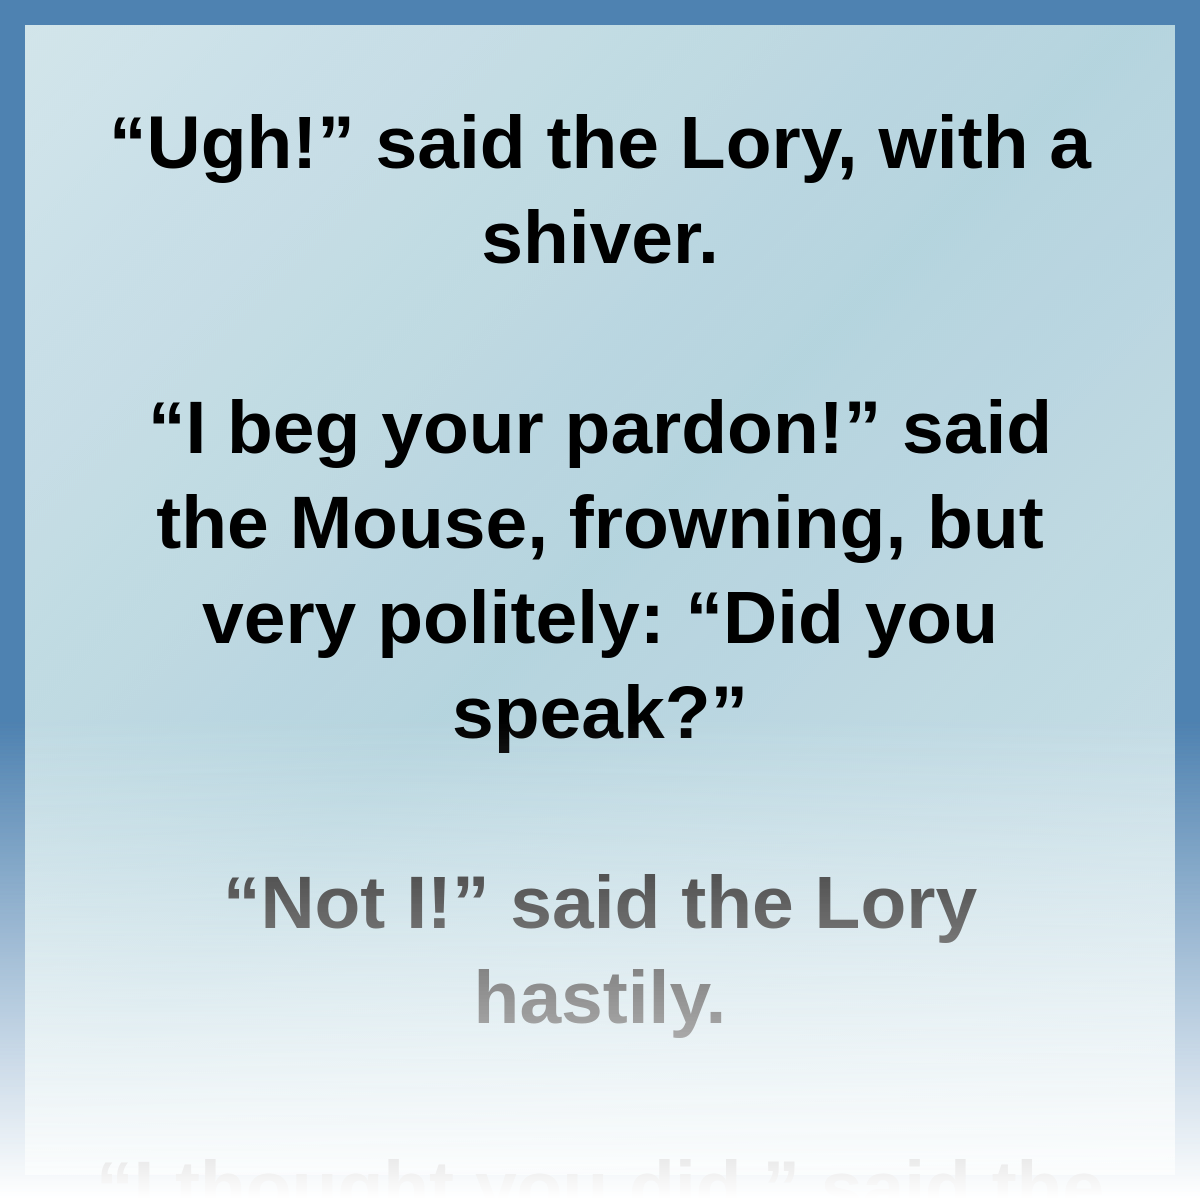 “Ugh!” said the Lory, with a
shiver.
“I beg your pardon!” said
the Mouse, frowning, but
very politely: “Did you
speak?”
“Not I!” said the Lory
hastily.
“I thought you did,” said the